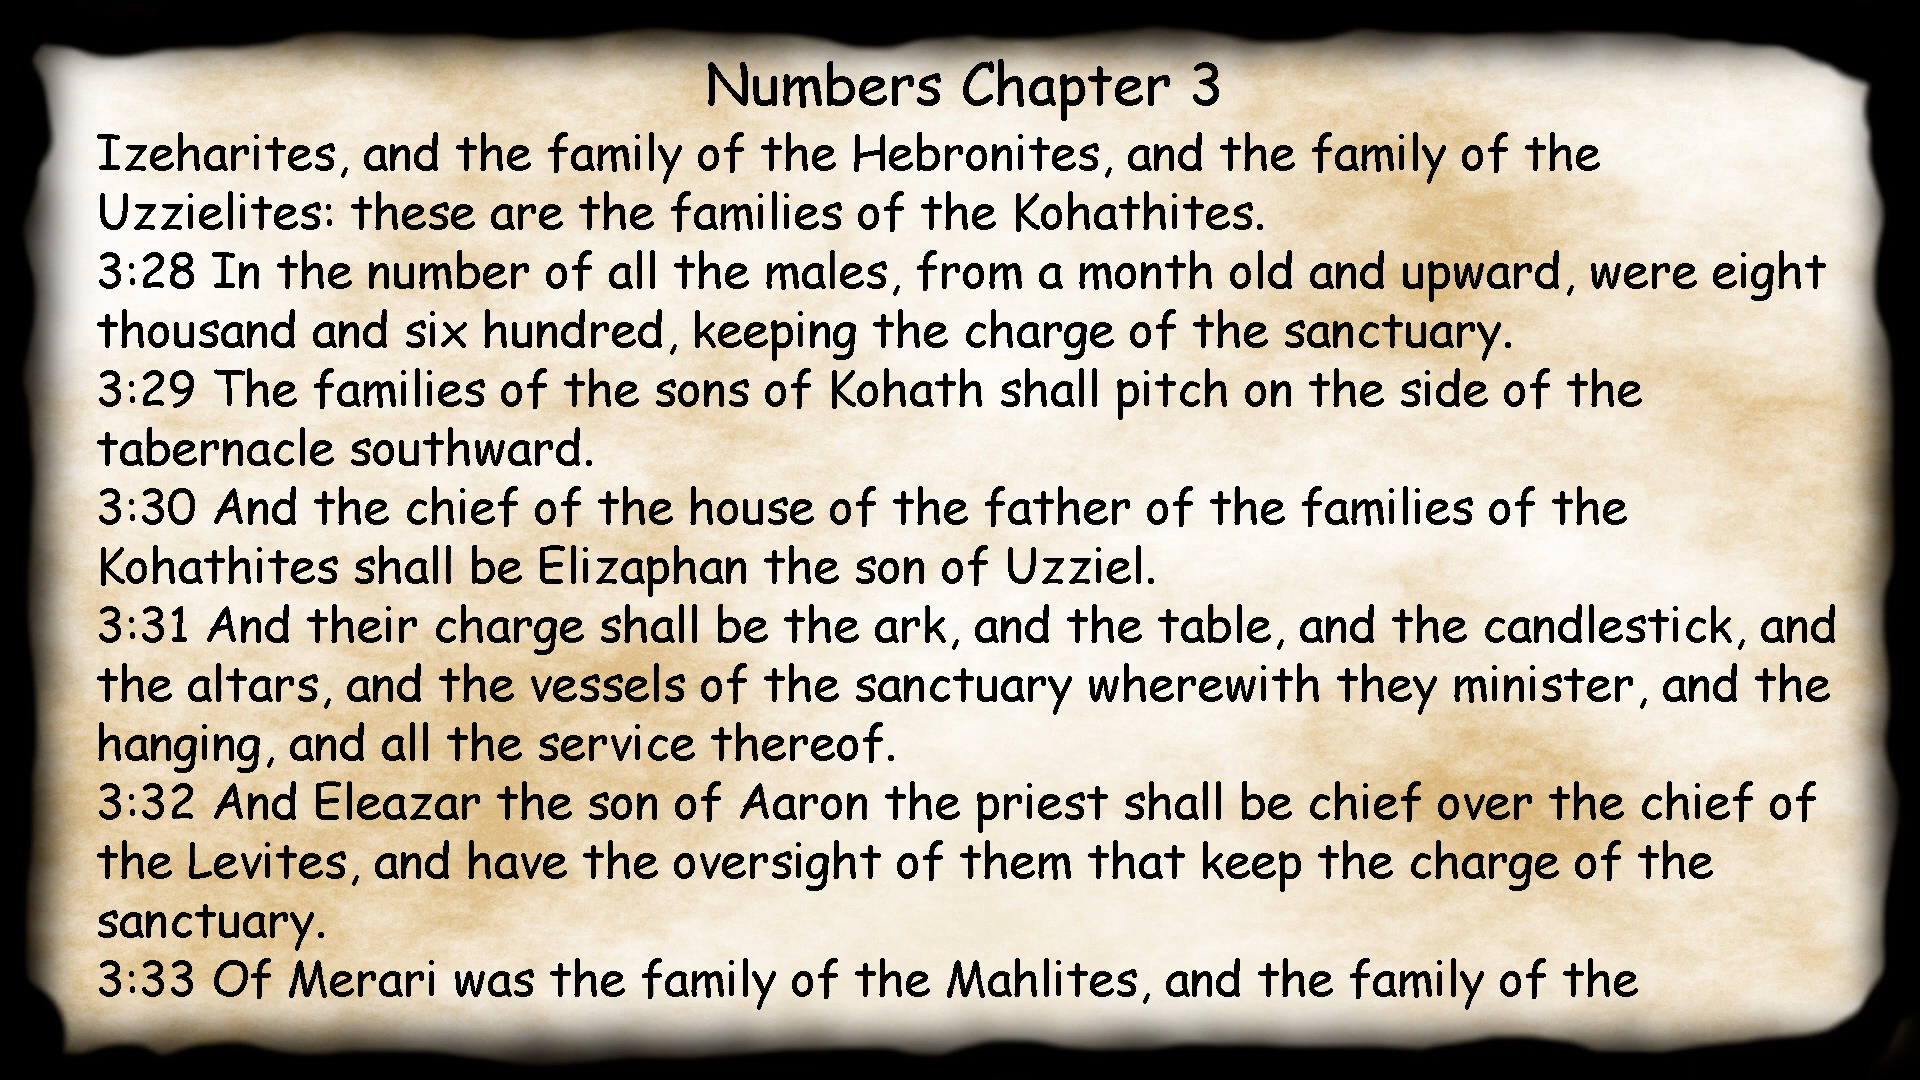 Numbers Chapter 3
Izeharites, and the family of the Hebronites, and the family of the
Uzzielites: these are the families of the Kohathites.
3:28 In the number of all the males, from a month old and upward, were eight
thousand and six hundred, keeping the charge of the sanctuary.
3:29 The families of the sons of Kohath shall pitch on the side of the
tabernacle southward.
3:30 And the chief of the house of the father of the families of the
Kohathites shall be Elizaphan the son of Uzziel.
3:31 And their charge shall be the ark, and the table, and the candlestick, and
the altars, and the vessels of the sanctuary wherewith they minister, and the
hanging, and all the service thereof.
3:32 And Eleazar the son of Aaron the priest shall be chief over the chief of
the Levites, and have the oversight of them that keep the charge of the
sanctuary.
3:33 Of Merari was the family of the Mahlites, and the family of the